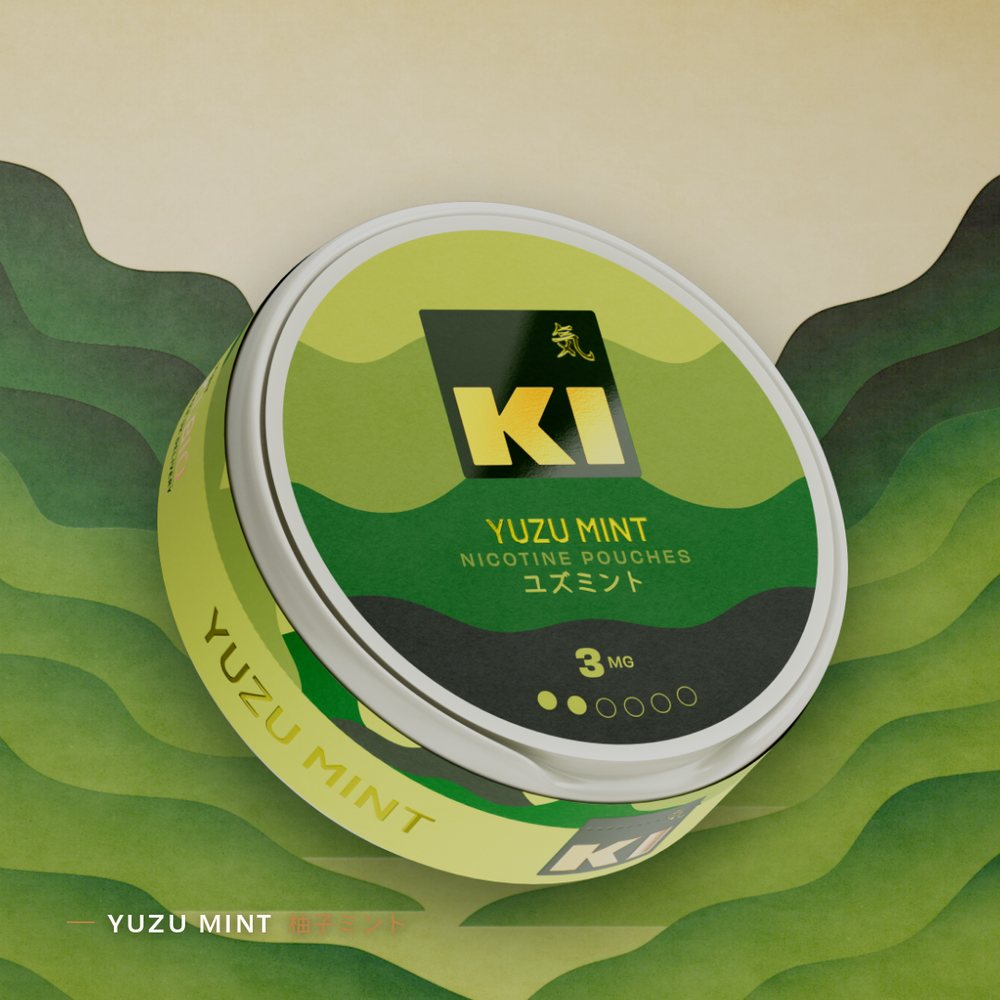 気
KI
YUZU MINT
NICOTINE POUCHES
ユズミント
3 MG
YUZU MINT
KI
YUZU MINT 柚子ミント